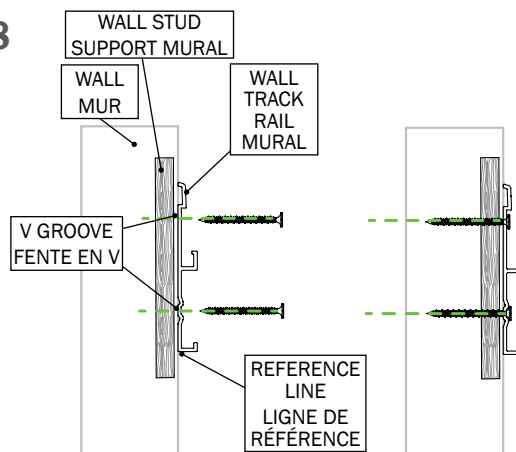 3
WALL STUD
SUPPORT MURAL
WALL
MUR
WALL
TRACK
RAIL
MURAL
V GROOVE
FENTE EN V
REFERENCE
LINE
LIGNE DE
RÉFÉRENCE